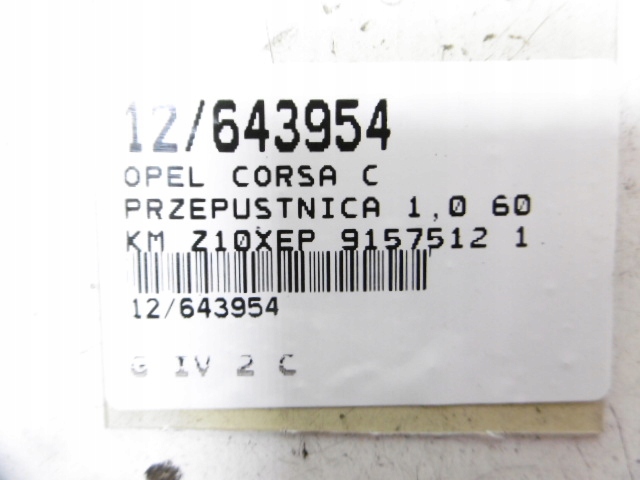 12/643954
OPEL CORSA C
PRZEPUSTNICA 1,0 60
KM Z10XEP 9157512 1
12/643954
G IV 2 C